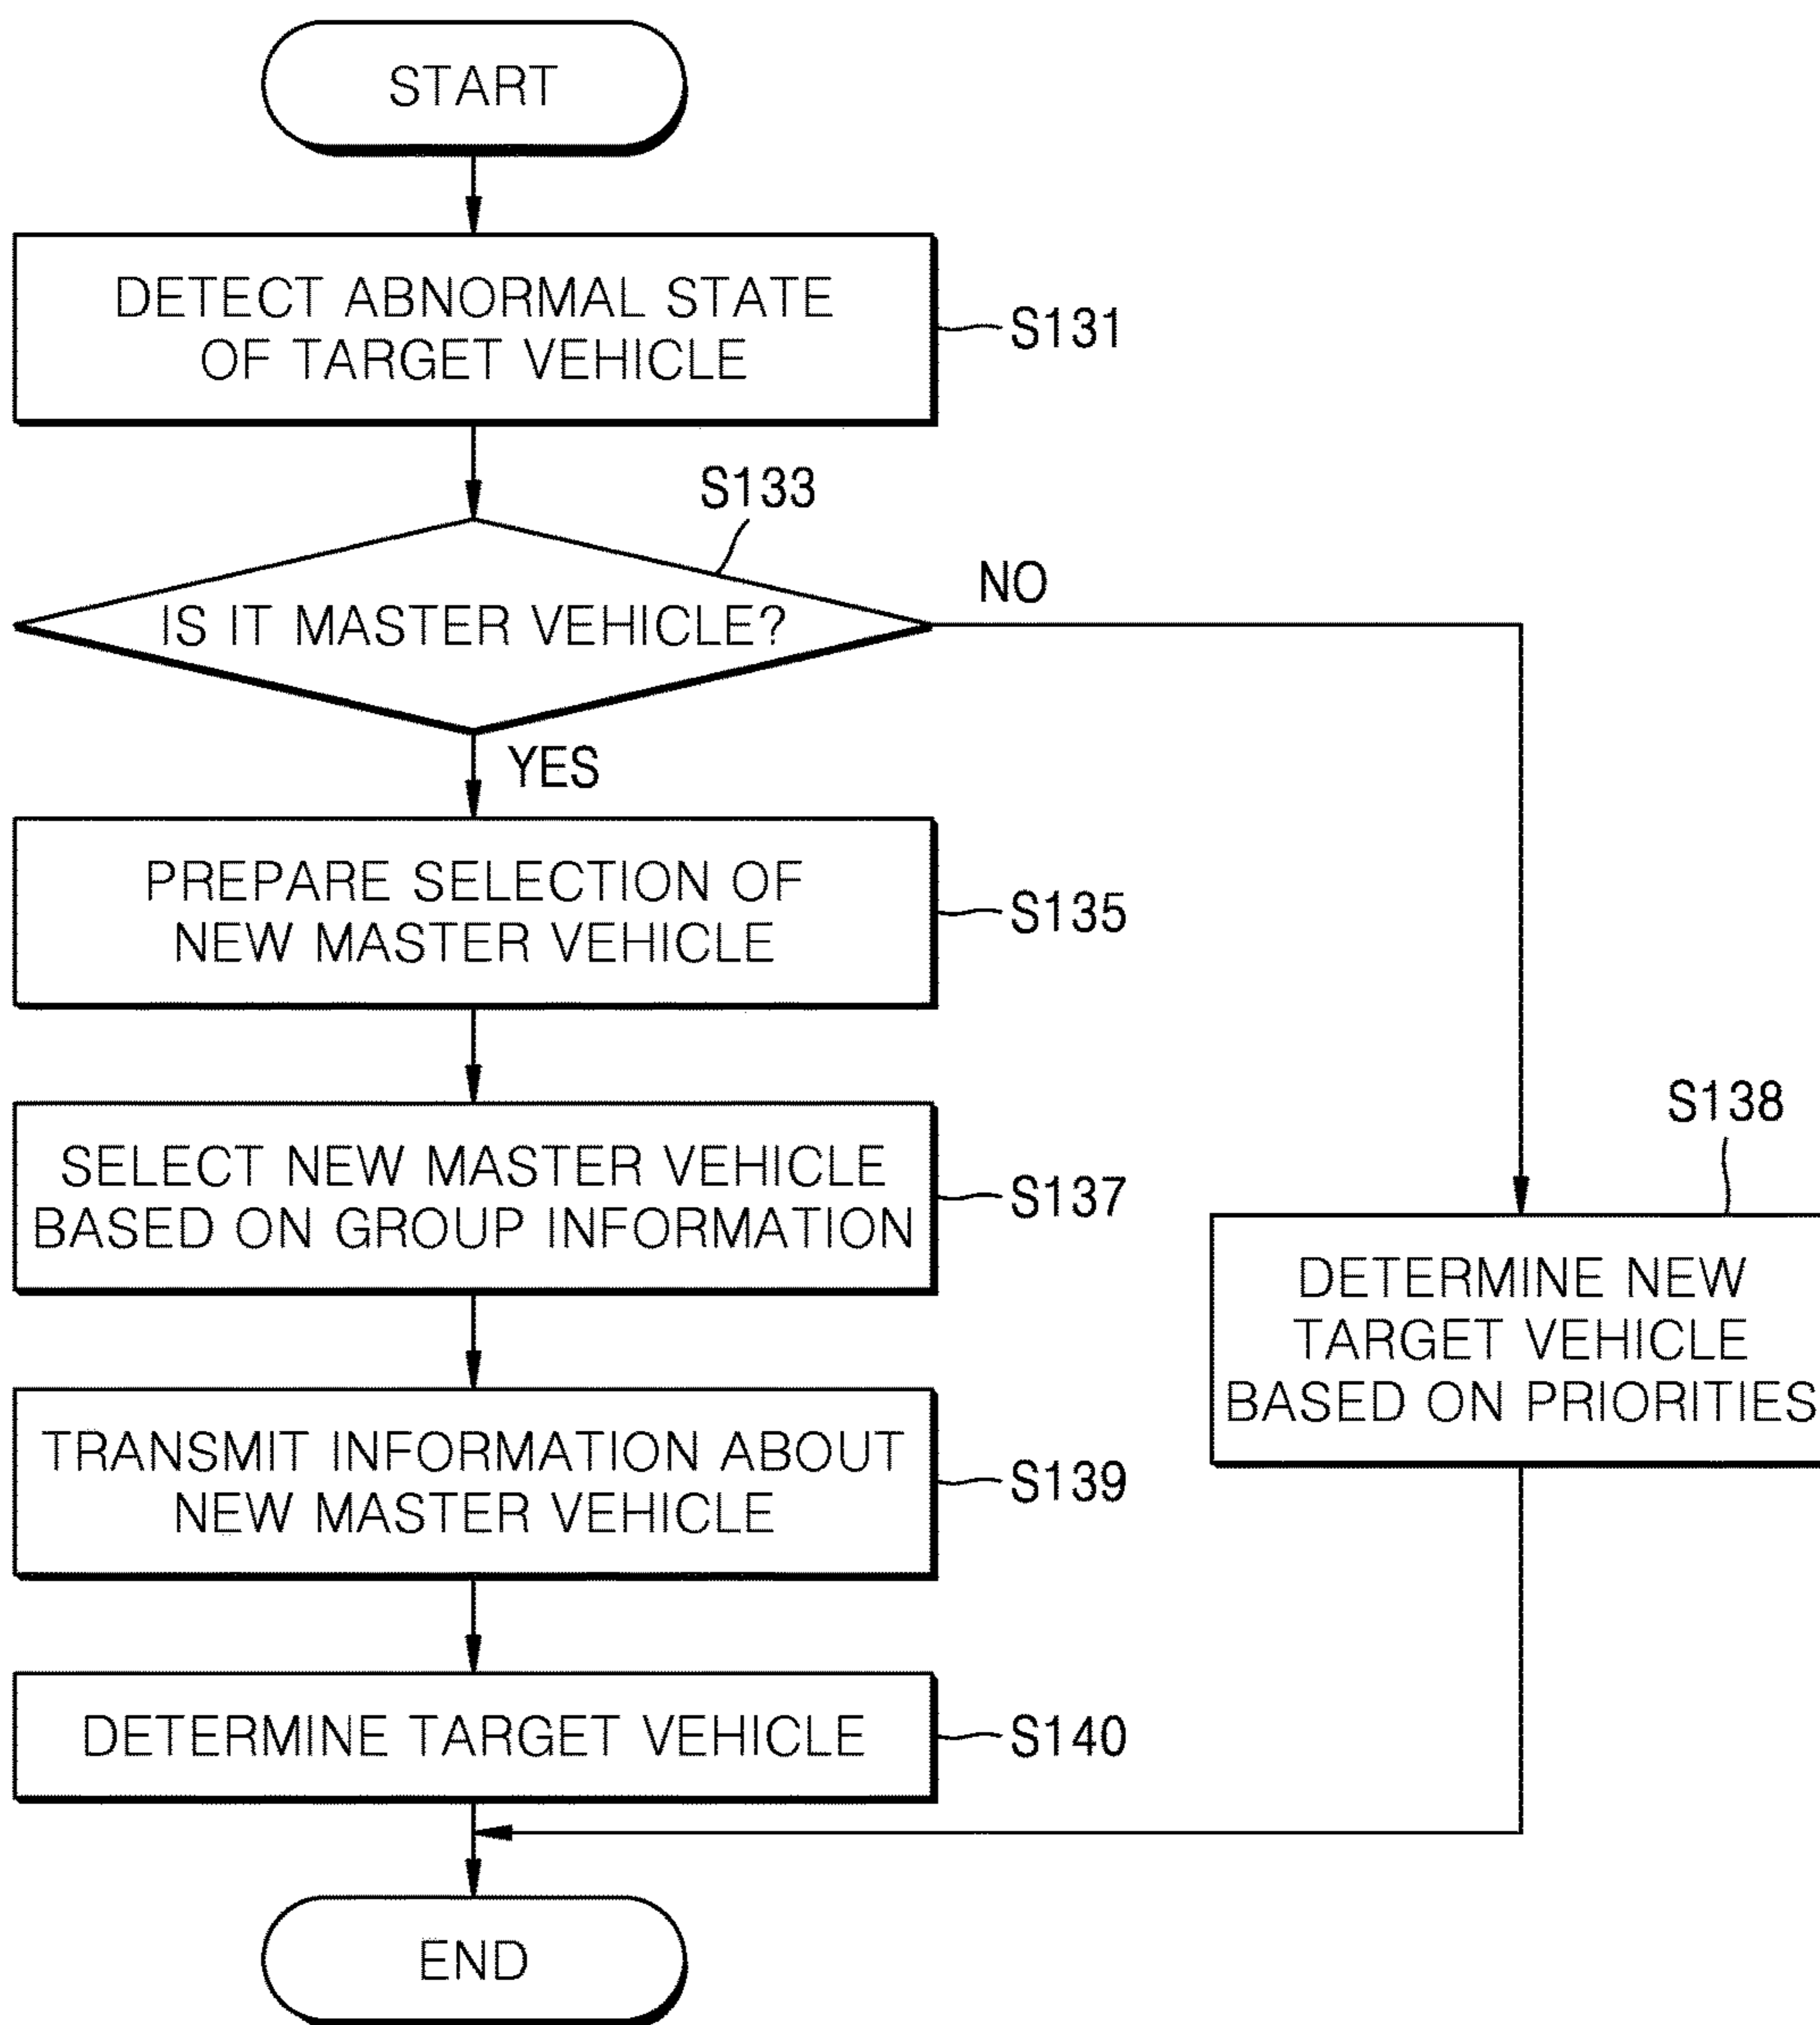 START
DETECT ABNORMAL STATE
OF TARGET VEHICLE
S131
S133
IS IT MASTER VEHICLE?
NO
YES
PREPARE SELECTION OF
NEW MASTER VEHICLE
S135
SELECT NEW MASTER VEHICLE
BASED ON GROUP INFORMATION
S137
S138
DETERMINE NEW
TARGET VEHICLE
BASED ON PRIORITIES
TRANSMIT INFORMATION ABOUT
NEW MASTER VEHICLE
S139
DETERMINE TARGET VEHICLE
S140
END